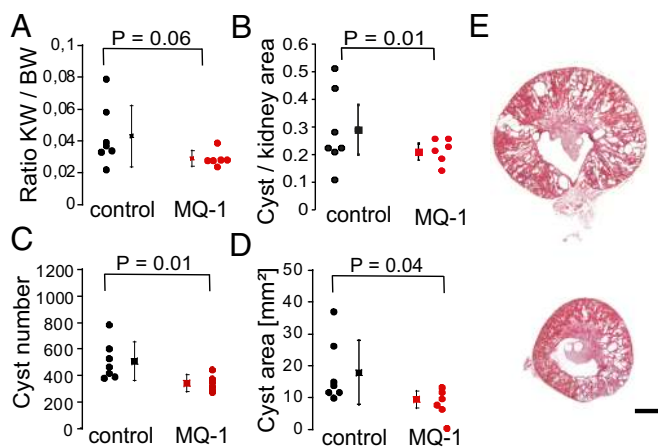 A
Ratio KW / BW
0,1
0,08
0,06
0,04
0,02
0
P = 0.06
control
MQ-1
B
Cyst / kidney area
0.6
0.5
0.4
0.3
0.2
0.1
0
P = 0.01
control
MQ-1
C
Cyst number
1200
1000
800
600
400
200
0
P = 0.01
control
MQ-1
D
Cyst area [mm²]
50
40
30
20
10
0
P = 0.04
control
MQ-1
E